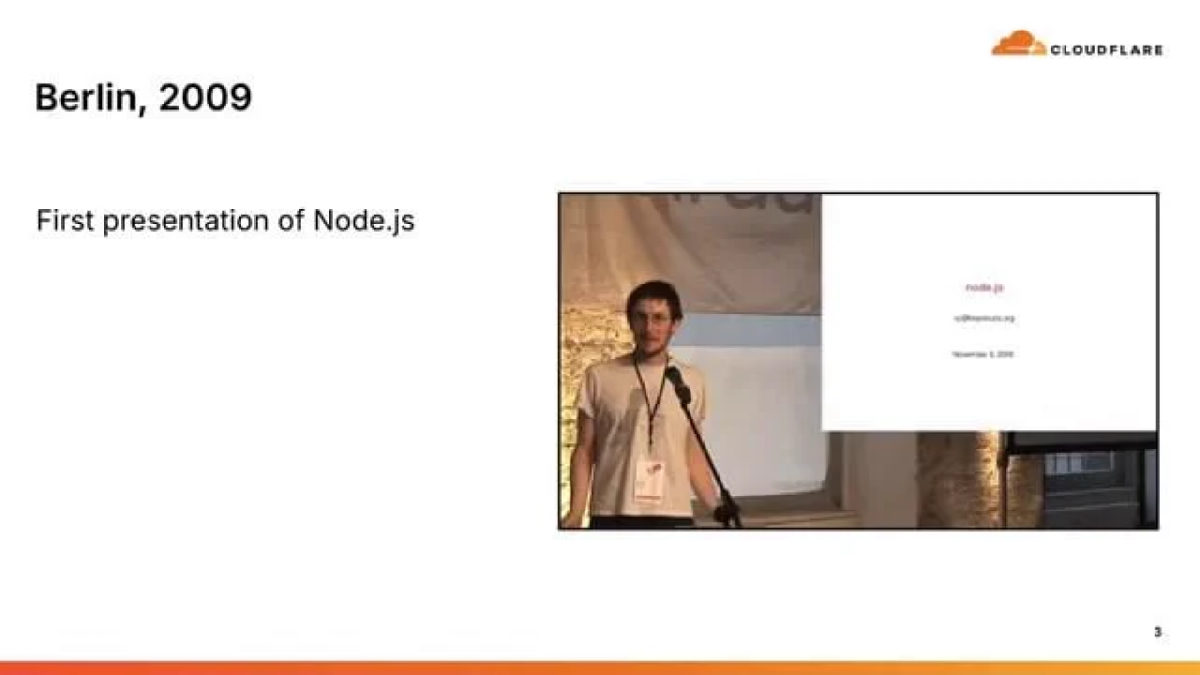 CLOUDFLARE
Berlin, 2009
First presentation of Node.js
node.js
3